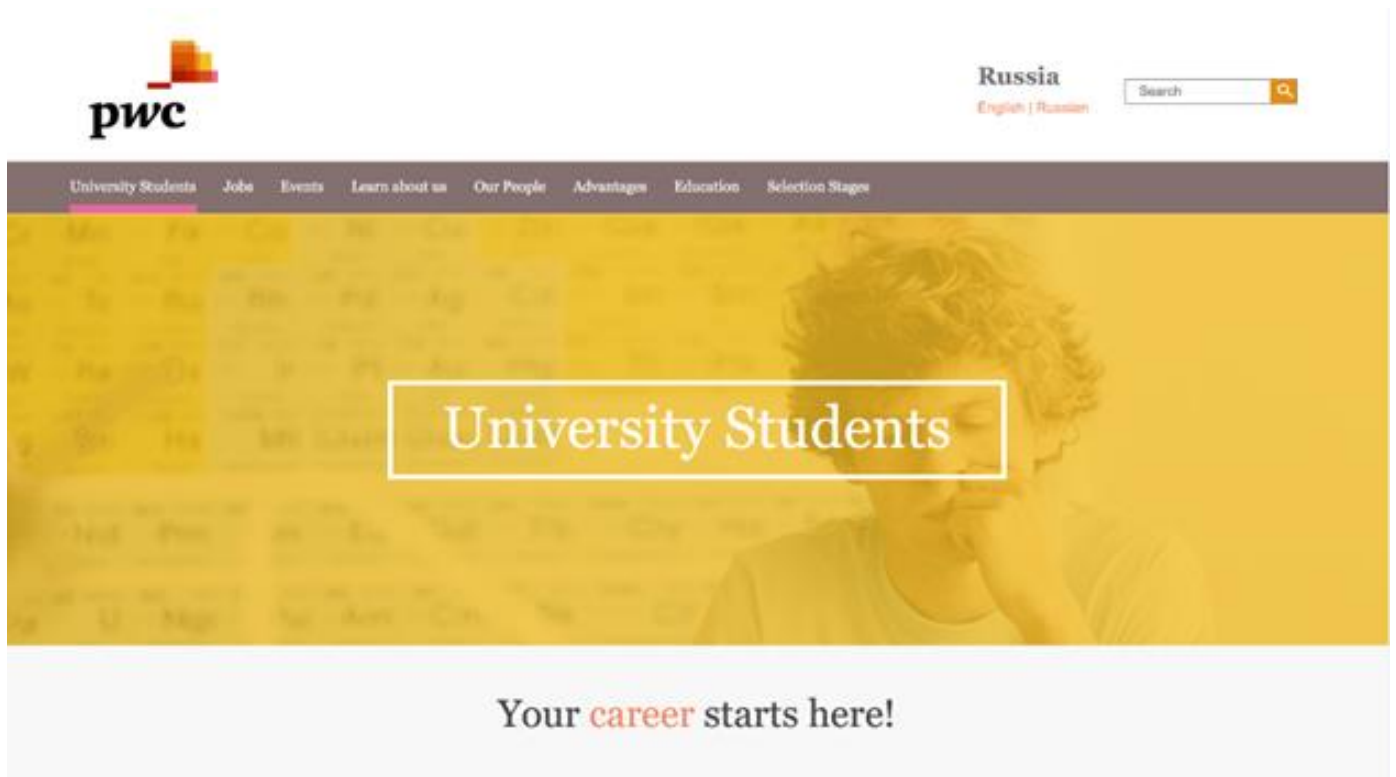 pwc
Russia
English | Russian
Search
University Students
Jobs
Events
Learn about us
Our People
Advantages
Education
Selection Stages
University Students
Your career starts here!